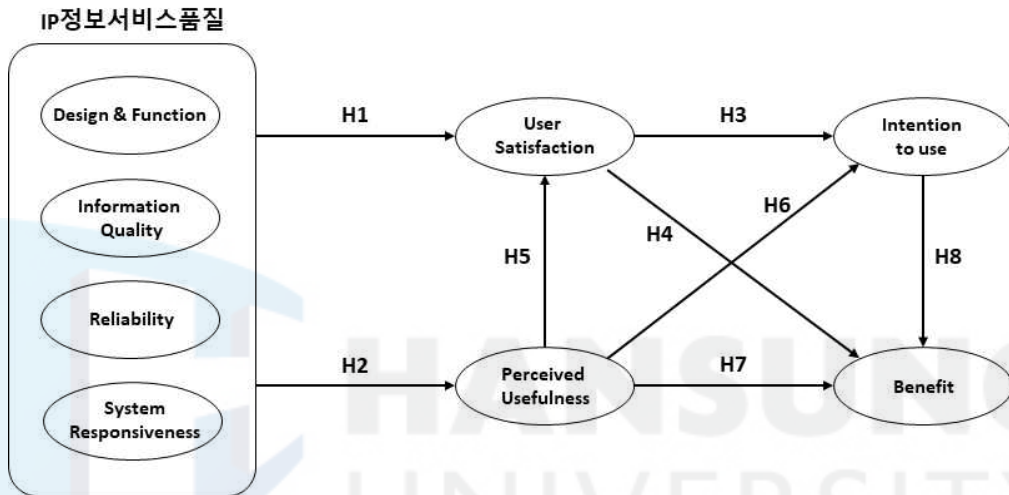 IP정보서비스품질
Design & Function
Information
Quality
Reliability
System
Responsiveness
H1
H2
User
Satisfaction
Perceived
Usefulness
H3
H4
H5
H6
H7
H8
Intention
to use
Benefit
HANSUNG
UNIVERSITY